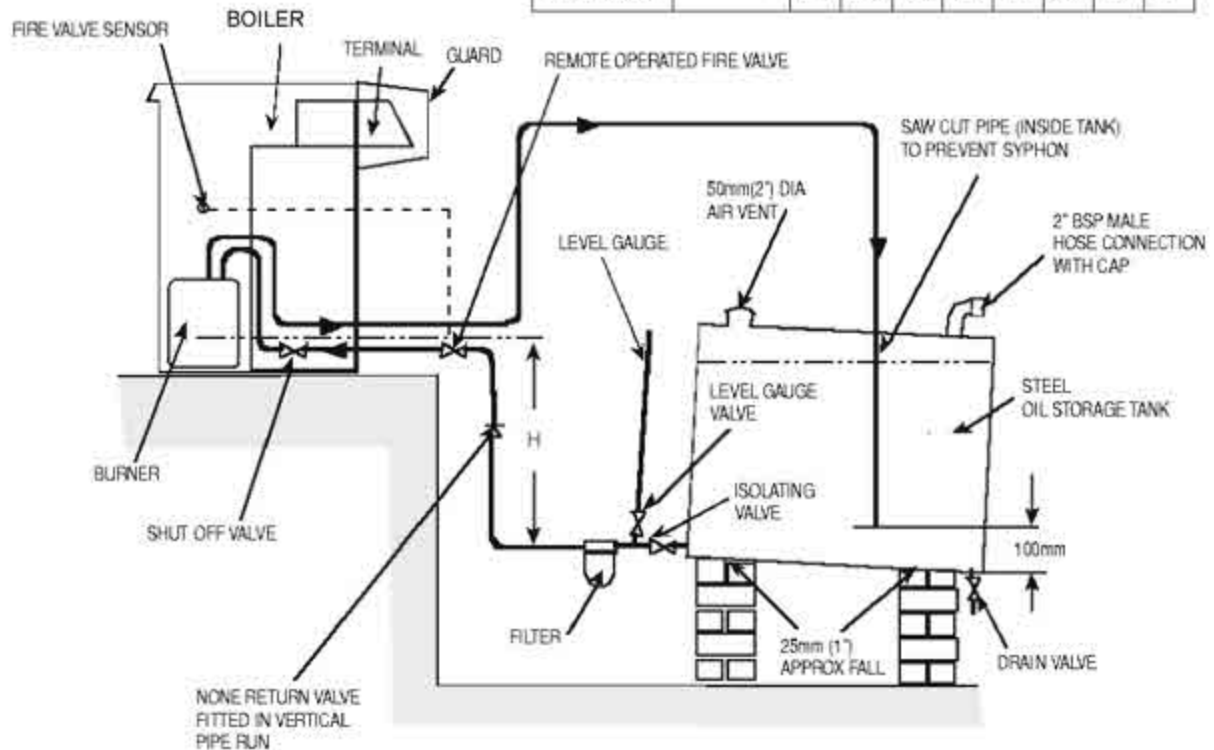 FIRE VALVE SENSOR
BOILER
TERMINAL
GUARD
REMOTE OPERATED FIRE VALVE
SAW CUT PIPE (INSIDE TANK)
TO PREVENT SYPHON
50mm(2") DIA
AIR VENT
2" BSP MALE
HOSE CONNECTION
WITH CAP
LEVEL GAUGE
LEVEL GAUGE
VALVE
STEEL
OIL STORAGE TANK
H
BURNER
ISOLATING
VALVE
SHUT OFF VALVE
100mm
FILTER
25mm (1")
APPROX FALL
DRAIN VALVE
NONE RETURN VALVE
FITTED IN VERTICAL
PIPE RUN